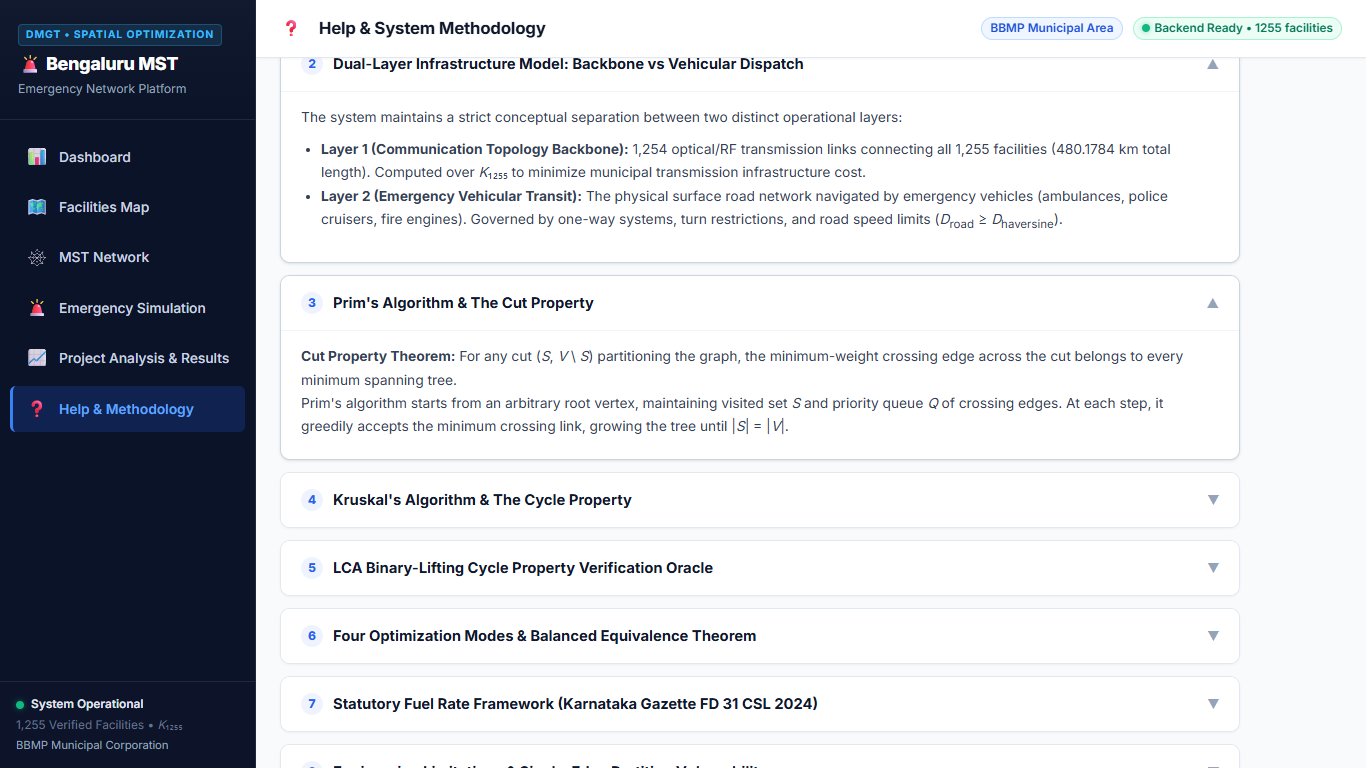 DMGT • SPATIAL OPTIMIZATION
Bengaluru MST
Emergency Network Platform
Dashboard
Facilities Map
MST Network
Emergency Simulation
Project Analysis & Results
Help & Methodology
System Operational
1,255 Verified Facilities • K₁₂₅₅
BBMP Municipal Corporation
Help & System Methodology
BBMP Municipal Area
Backend Ready • 1255 facilities
2 Dual-Layer Infrastructure Model: Backbone vs Vehicular Dispatch ▲
The system maintains a strict conceptual separation between two distinct operational layers:
• Layer 1 (Communication Topology Backbone): 1,254 optical/RF transmission links connecting all 1,255 facilities (480.1784 km total
length). Computed over K₁₂₅₅ to minimize municipal transmission infrastructure cost.
• Layer 2 (Emergency Vehicular Transit): The physical surface road network navigated by emergency vehicles (ambulances, police
cruisers, fire engines). Governed by one-way systems, turn restrictions, and road speed limits (Droad ≥ Dhaversine).
3 Prim's Algorithm & The Cut Property ▲
Cut Property Theorem: For any cut (S, V \ S) partitioning the graph, the minimum-weight crossing edge across the cut belongs to every
minimum spanning tree.
Prim's algorithm starts from an arbitrary root vertex, maintaining visited set S and priority queue Q of crossing edges. At each step, it
greedily accepts the minimum crossing link, growing the tree until |S| = |V|.
4 Kruskal's Algorithm & The Cycle Property ▼
5 LCA Binary-Lifting Cycle Property Verification Oracle ▼
6 Four Optimization Modes & Balanced Equivalence Theorem ▼
7 Statutory Fuel Rate Framework (Karnataka Gazette FD 31 CSL 2024) ▼